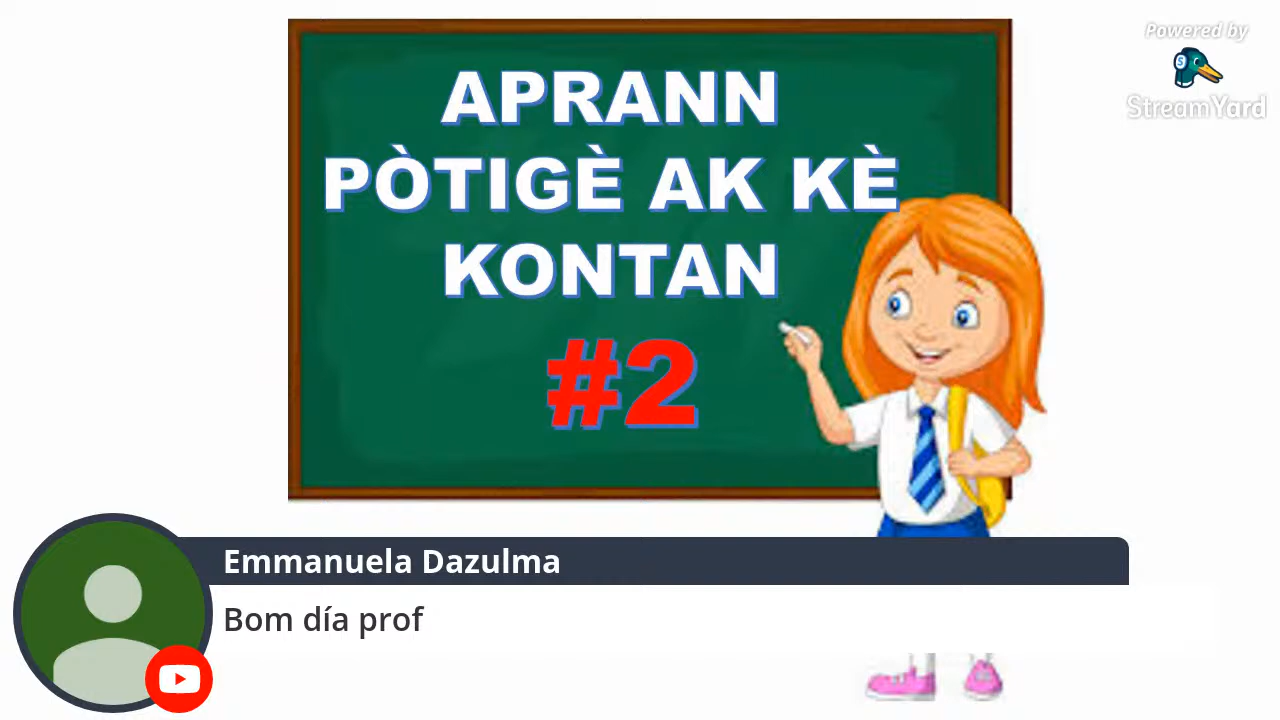 Powered by
StreamYard
APRANN
PÒTIGÈ AK KÈ
KONTAN
#2
Emmanuela Dazulma
Bom día prof